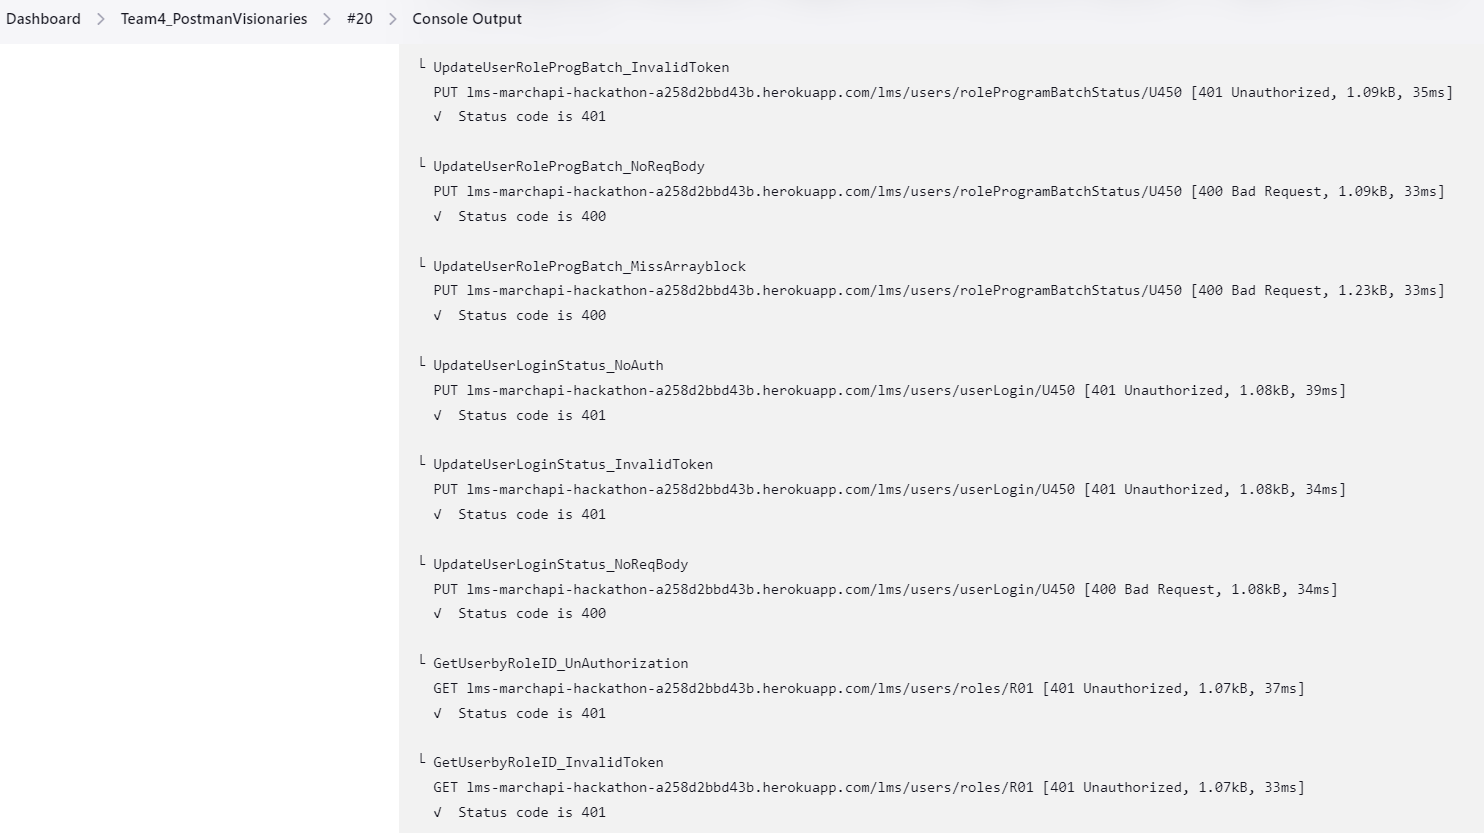 Dashboard > Team4_PostmanVisionaries > #20 > Console Output
└ UpdateUserRoleProgBatch_InvalidToken
PUT lms-marchapi-hackathon-a258d2bbd43b.herokuapp.com/lms/users/roleProgramBatchStatus/U450 [401 Unauthorized, 1.09kB, 35ms]
√ Status code is 401
└ UpdateUserRoleProgBatch_NoReqBody
PUT lms-marchapi-hackathon-a258d2bbd43b.herokuapp.com/lms/users/roleProgramBatchStatus/U450 [400 Bad Request, 1.09kB, 33ms]
√ Status code is 400
└ UpdateUserRoleProgBatch_MissArrayblock
PUT lms-marchapi-hackathon-a258d2bbd43b.herokuapp.com/lms/users/roleProgramBatchStatus/U450 [400 Bad Request, 1.23kB, 33ms]
√ Status code is 400
└ UpdateUserLoginStatus_NoAuth
PUT lms-marchapi-hackathon-a258d2bbd43b.herokuapp.com/lms/users/userLogin/U450 [401 Unauthorized, 1.08kB, 39ms]
√ Status code is 401
└ UpdateUserLoginStatus_InvalidToken
PUT lms-marchapi-hackathon-a258d2bbd43b.herokuapp.com/lms/users/userLogin/U450 [401 Unauthorized, 1.08kB, 34ms]
√ Status code is 401
└ UpdateUserLoginStatus_NoReqBody
PUT lms-marchapi-hackathon-a258d2bbd43b.herokuapp.com/lms/users/userLogin/U450 [400 Bad Request, 1.08kB, 34ms]
√ Status code is 400
└ GetUserbyRoleID_UnAuthorization
GET lms-marchapi-hackathon-a258d2bbd43b.herokuapp.com/lms/users/roles/R01 [401 Unauthorized, 1.07kB, 37ms]
√ Status code is 401
└ GetUserbyRoleID_InvalidToken
GET lms-marchapi-hackathon-a258d2bbd43b.herokuapp.com/lms/users/roles/R01 [401 Unauthorized, 1.07kB, 33ms]
√ Status code is 401